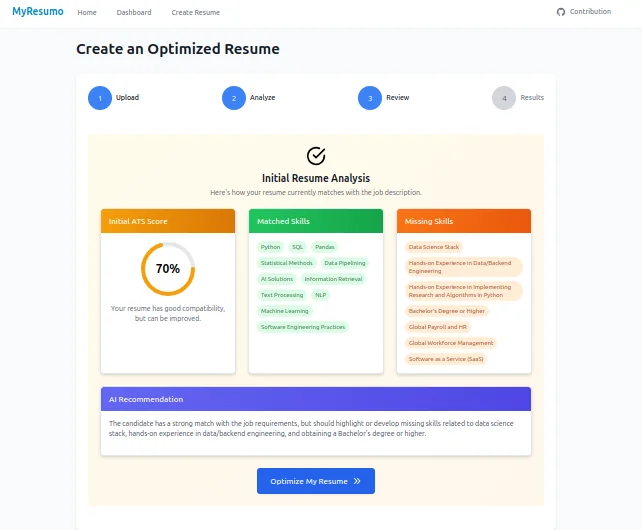 MyResumo Home Dashboard Create Resume Contribution
Create an Optimized Resume
1 Upload 2 Analyze 3 Review 4 Results
Initial Resume Analysis
Here's how your resume currently matches with the job description.
Initial ATS Score
70%
Your resume has good compatibility,
but can be improved.
Matched Skills
Python SQL Pandas
Statistical Methods Data Pipelining
AI Solutions Information Retrieval
Text Processing NLP
Machine Learning
Software Engineering Practices
Missing Skills
Data Science Stack
Hands-on Experience in Data/Backend
Engineering
Hands-on Experience in Implementing
Research and Algorithms in Python
Bachelor's Degree or Higher
Global Payroll and HR
Global Workforce Management
Software as a Service (SaaS)
AI Recommendation
The candidate has a strong match with the job requirements, but should highlight or develop missing skills related to data science
stack, hands-on experience in data/backend engineering, and obtaining a Bachelor's degree or higher.
Optimize My Resume